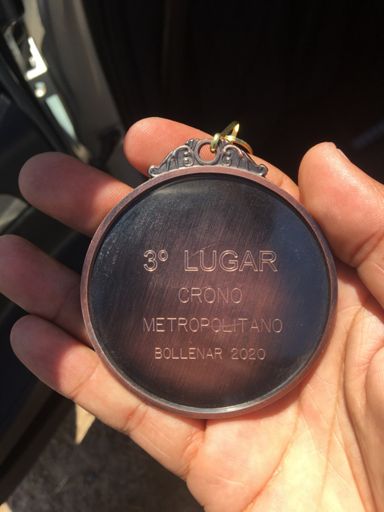 3º LUGAR
CRONO
METROPOLITANO
BOLLENAR 2020